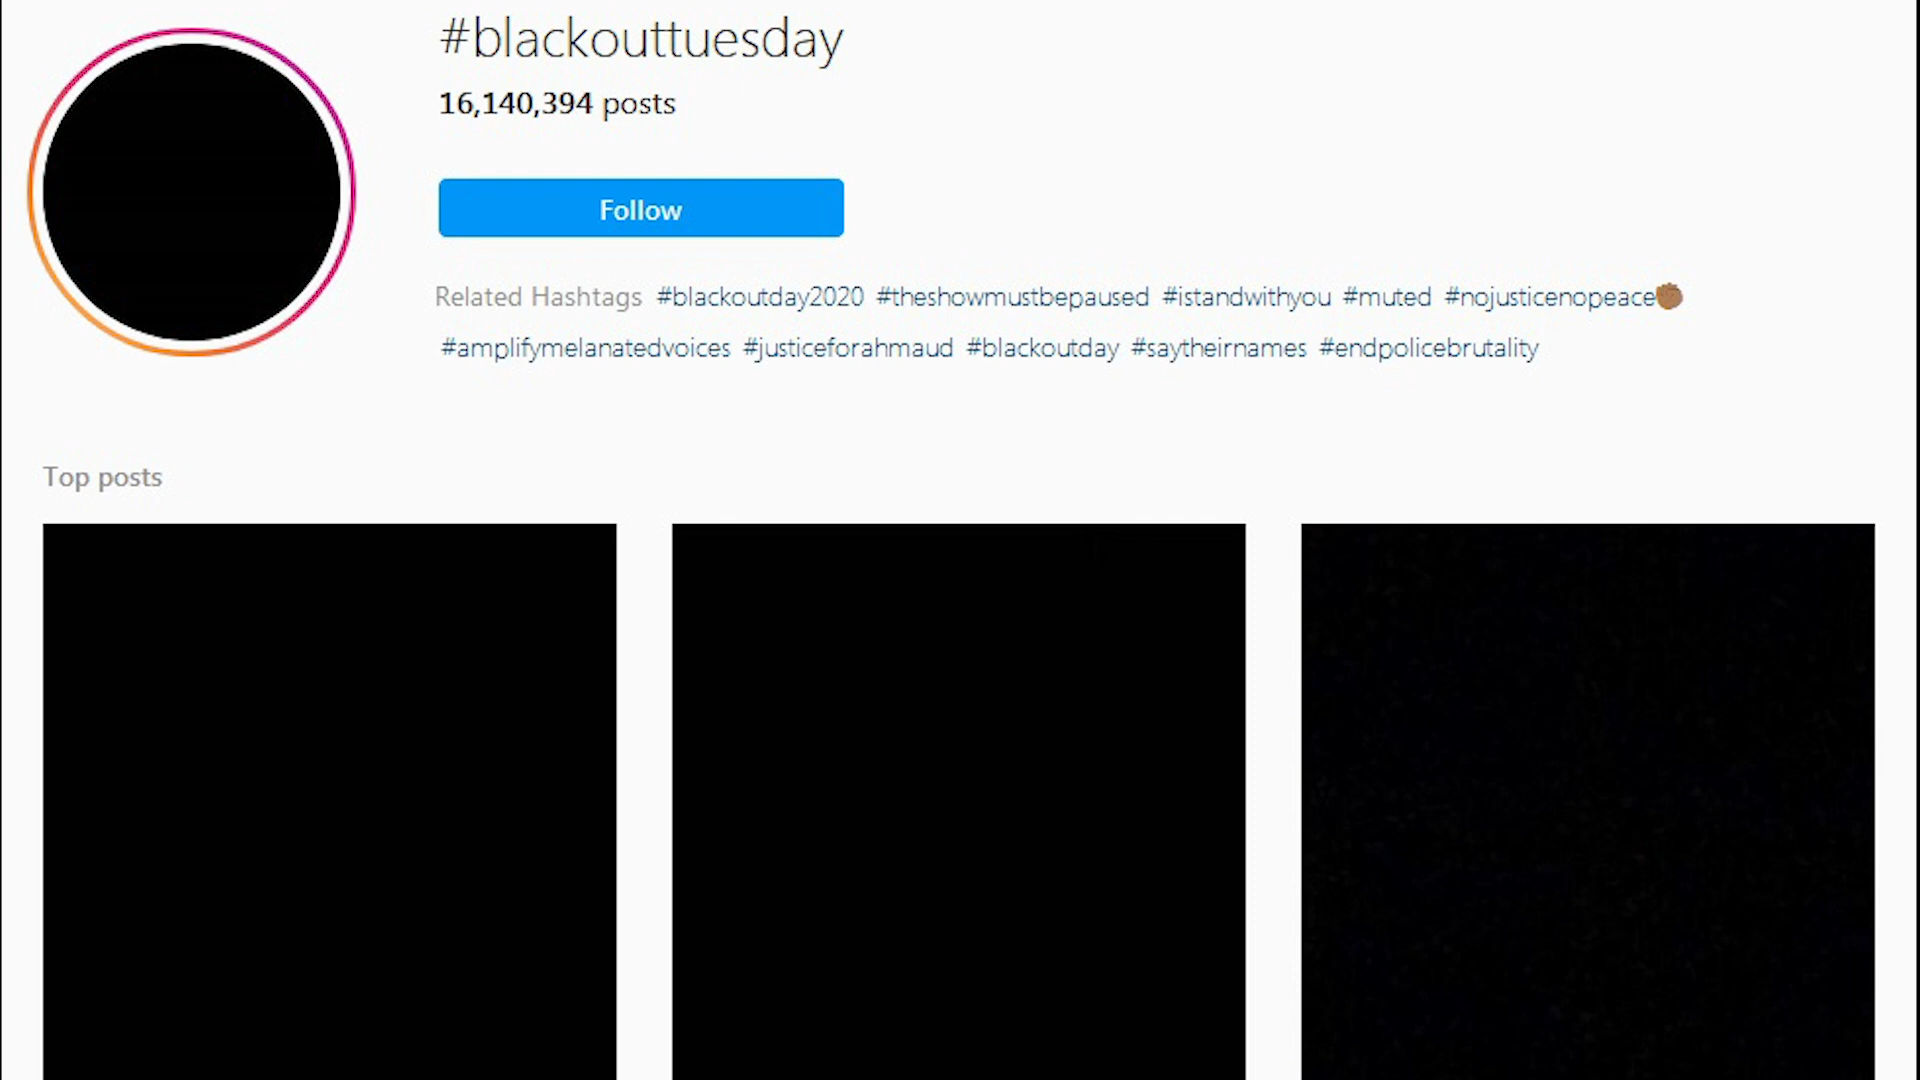 #blackouttuesday
16,140,394 posts
Follow
Related Hashtags #blackoutday2020 #theshowmustbepaused #istandwithyou #muted #nojusticenopeace✊🏾
#amplifymelanatedvoices #justiceforahmaud #blackoutday #saytheirnames #endpolicebrutality
Top posts